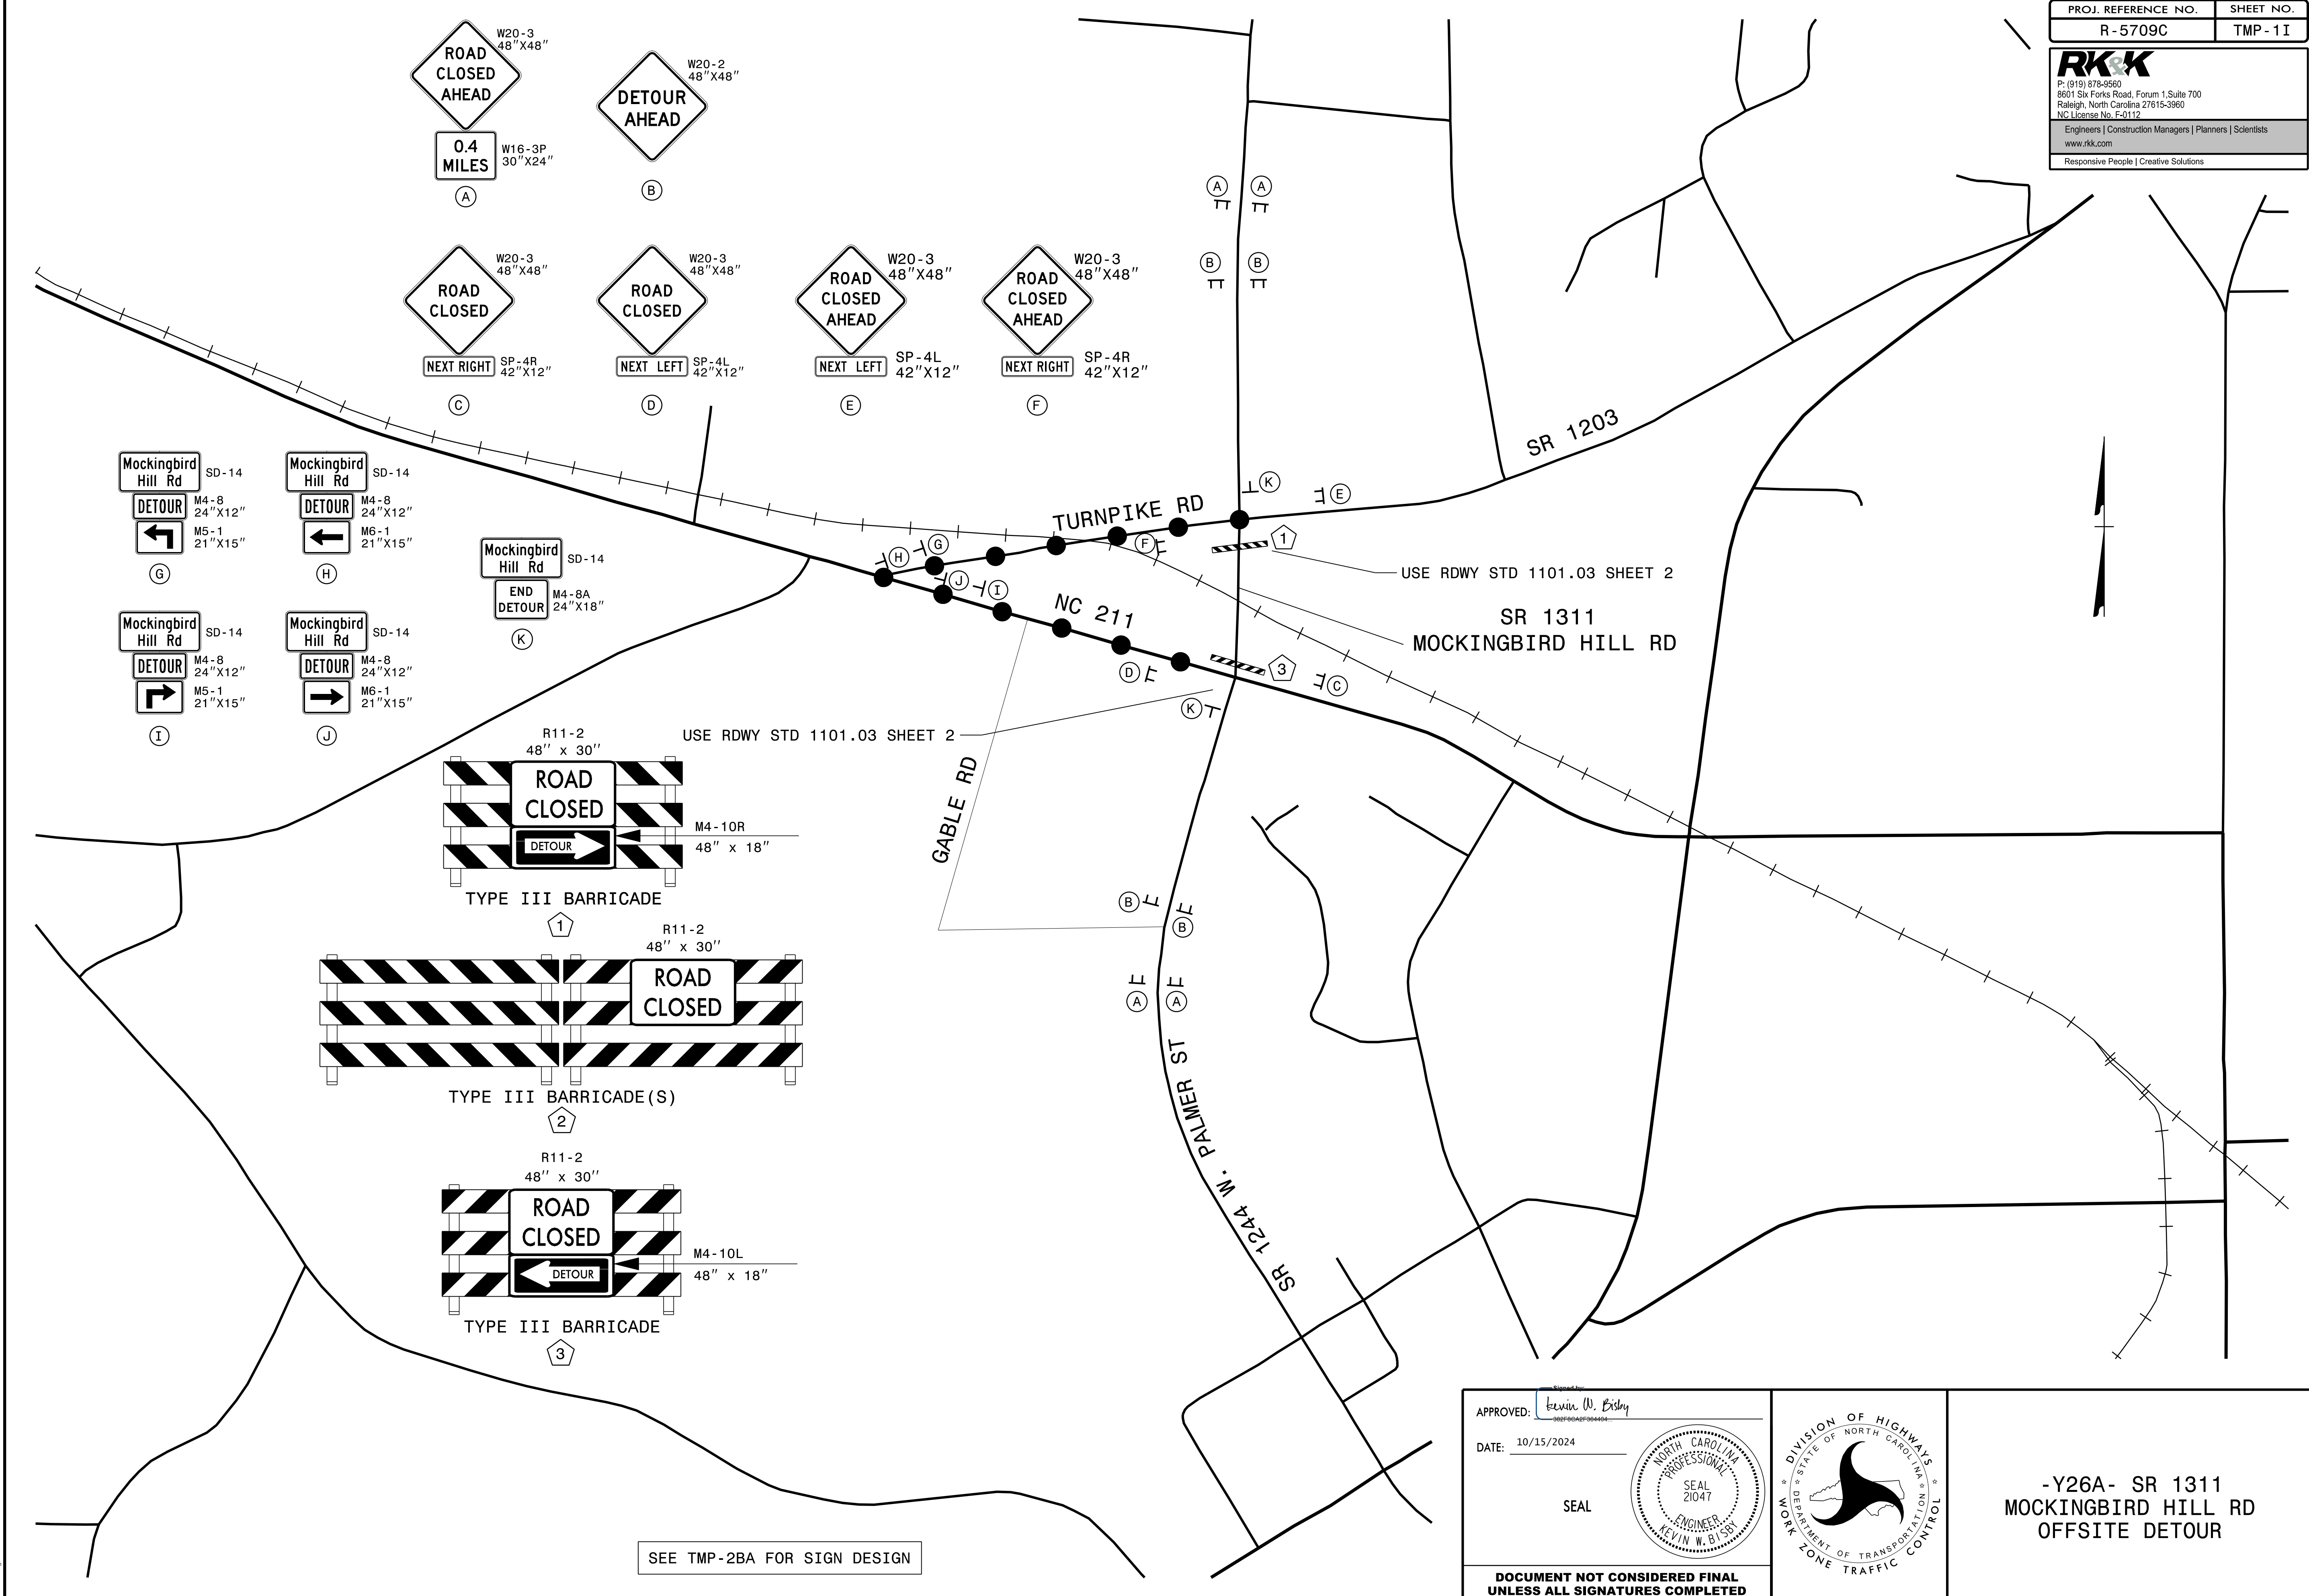 PROJ. REFERENCE NO.
SHEET NO.
R-5709C
TMP-1I
RK&K
P: (919) 878-9560
8601 Six Forks Road, Forum 1,Suite 700
Raleigh, North Carolina 27615-3960
NC License No. F-0112
Engineers | Construction Managers | Planners | Scientists
www.rkk.com
Responsive People | Creative Solutions
ROAD
CLOSED
AHEAD
W20-3
48"X48"
0.4
MILES
W16-3P
30"X24"
A
DETOUR
AHEAD
W20-2
48"X48"
B
ROAD
CLOSED
W20-3
48"X48"
NEXT RIGHT
SP-4R
42"X12"
C
ROAD
CLOSED
W20-3
48"X48"
NEXT LEFT
SP-4L
42"X12"
D
ROAD
CLOSED
AHEAD
W20-3
48"X48"
NEXT LEFT
SP-4L
42"X12"
E
ROAD
CLOSED
AHEAD
W20-3
48"X48"
NEXT RIGHT
SP-4R
42"X12"
F
Mockingbird
Hill Rd
SD-14
DETOUR
M4-8
24"X12"
M5-1
21"X15"
G
Mockingbird
Hill Rd
SD-14
DETOUR
M4-8
24"X12"
M6-1
21"X15"
H
Mockingbird
Hill Rd
SD-14
DETOUR
M4-8
24"X12"
M5-1
21"X15"
I
Mockingbird
Hill Rd
SD-14
DETOUR
M4-8
24"X12"
M6-1
21"X15"
J
Mockingbird
Hill Rd
SD-14
END
DETOUR
M4-8A
24"X18"
K
A
A
B
B
SR 1203
TURNPIKE RD
K
E
F
1
G
H
J
I
USE RDWY STD 1101.03 SHEET 2
NC 211
SR 1311
MOCKINGBIRD HILL RD
D
3
C
K
USE RDWY STD 1101.03 SHEET 2
GABLE RD
B
B
A
A
SR 1244 W. PALMER ST
R11-2
48" x 30"
ROAD
CLOSED
DETOUR
M4-10R
48" x 18"
TYPE III BARRICADE
1
R11-2
48" x 30"
ROAD
CLOSED
TYPE III BARRICADE(S)
2
R11-2
48" x 30"
ROAD
CLOSED
DETOUR
M4-10L
48" x 18"
TYPE III BARRICADE
3
SEE TMP-2BA FOR SIGN DESIGN
Signed by:
APPROVED:
Kevin W. Bisby
DATE:
10/15/2024
SEAL
NORTH CAROLINA
PROFESSIONAL
SEAL
21047
ENGINEER
KEVIN W. BISBY
DOCUMENT NOT CONSIDERED FINAL
UNLESS ALL SIGNATURES COMPLETED
DIVISION OF HIGHWAYS
STATE OF NORTH CAROLINA
DEPARTMENT OF TRANSPORTATION
WORK ZONE TRAFFIC CONTROL
-Y26A- SR 1311
MOCKINGBIRD HILL RD
OFFSITE DETOUR